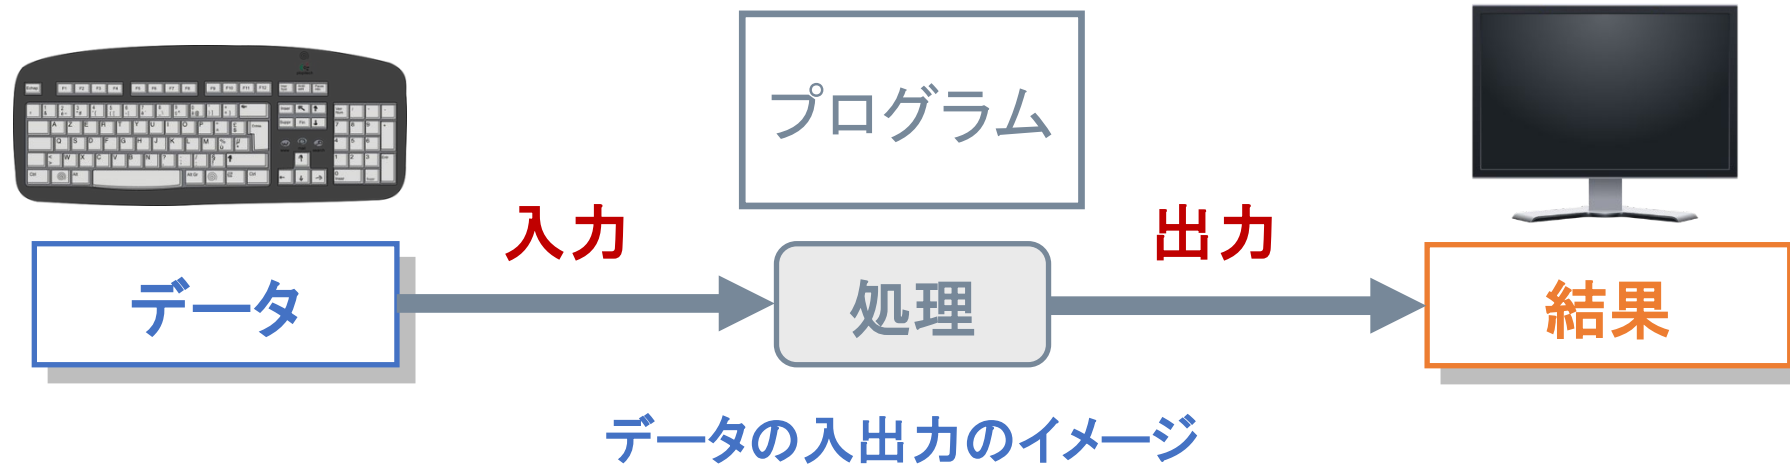 プログラム
入力
出力
データ
処理
結果
データの入出力のイメージ